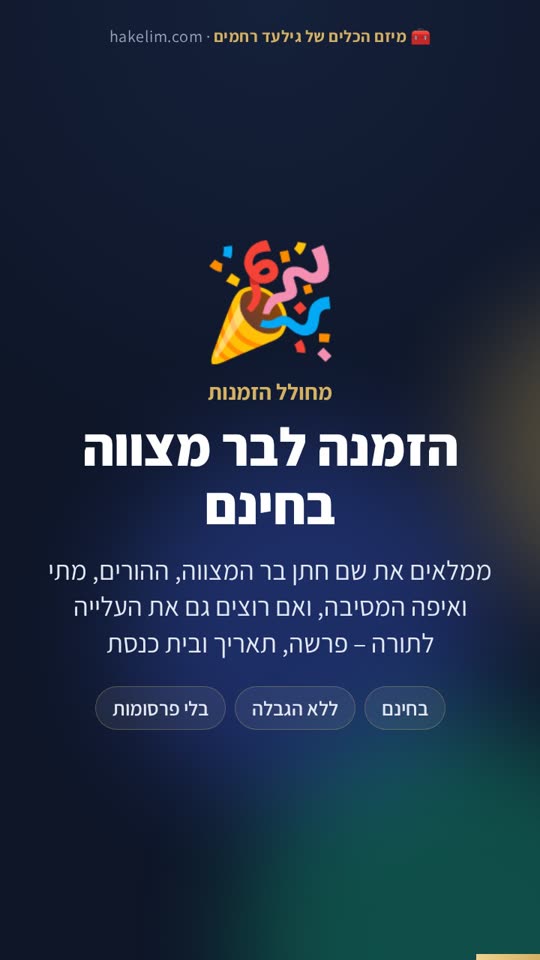 🧰 מיזם הכלים של גילעד רחמים · hakelim.com
מחולל הזמנות
הזמנה לבר מצווה
בחינם
ממלאים את שם חתן בר המצווה, ההורים, מתי
ואיפה המסיבה, ואם רוצים גם את העלייה
לתורה – פרשה, תאריך ובית כנסת
בחינם
ללא הגבלה
בלי פרסומות